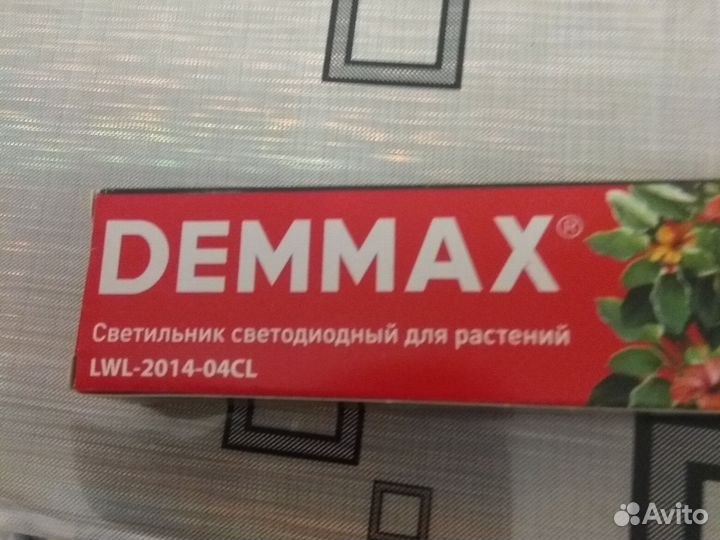 DEMMAX®
Светильник светодиодный для растений
LWL-2014-04CL
Avito